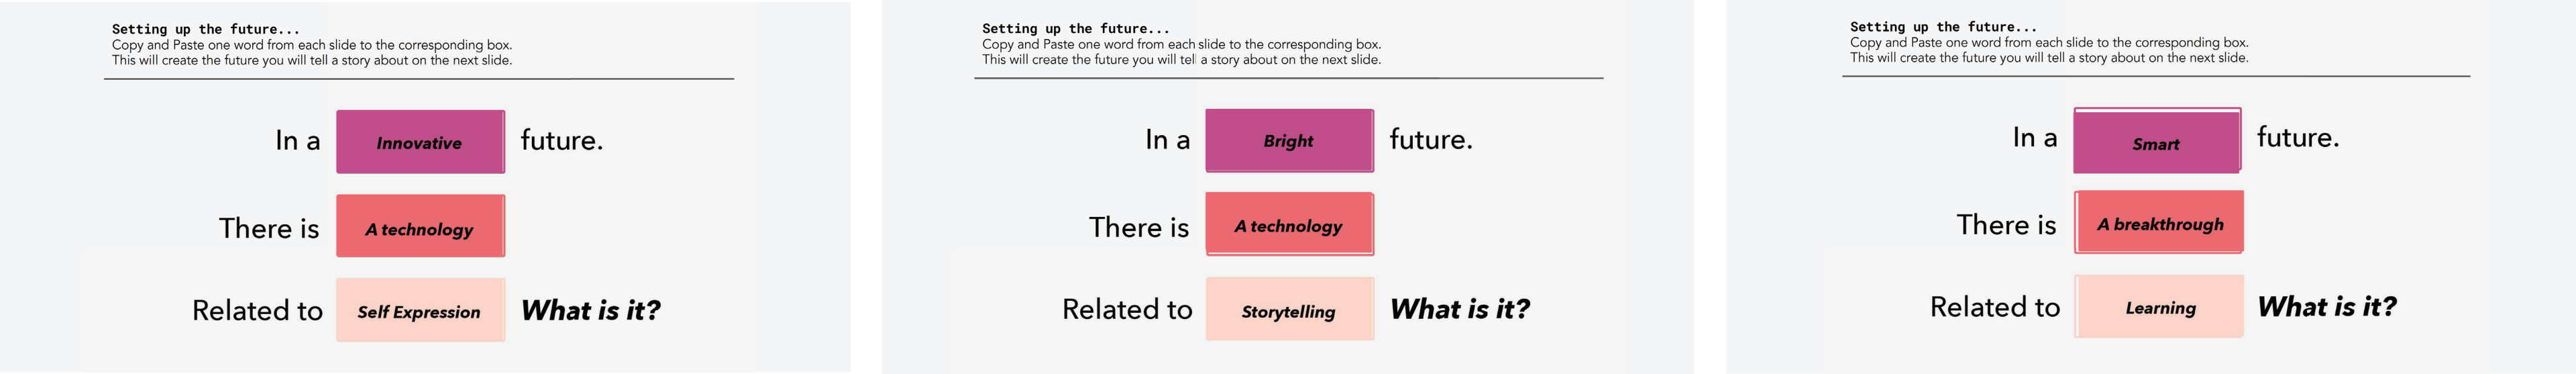 Setting up the future...
Copy and Paste one word from each slide to the corresponding box.
This will create the future you will tell a story about on the next slide.
In a Innovative future.
There is A technology
Related to Self Expression What is it?
Setting up the future...
Copy and Paste one word from each slide to the corresponding box.
This will create the future you will tell a story about on the next slide.
In a Bright future.
There is A technology
Related to Storytelling What is it?
Setting up the future...
Copy and Paste one word from each slide to the corresponding box.
This will create the future you will tell a story about on the next slide.
In a Smart future.
There is A breakthrough
Related to Learning What is it?